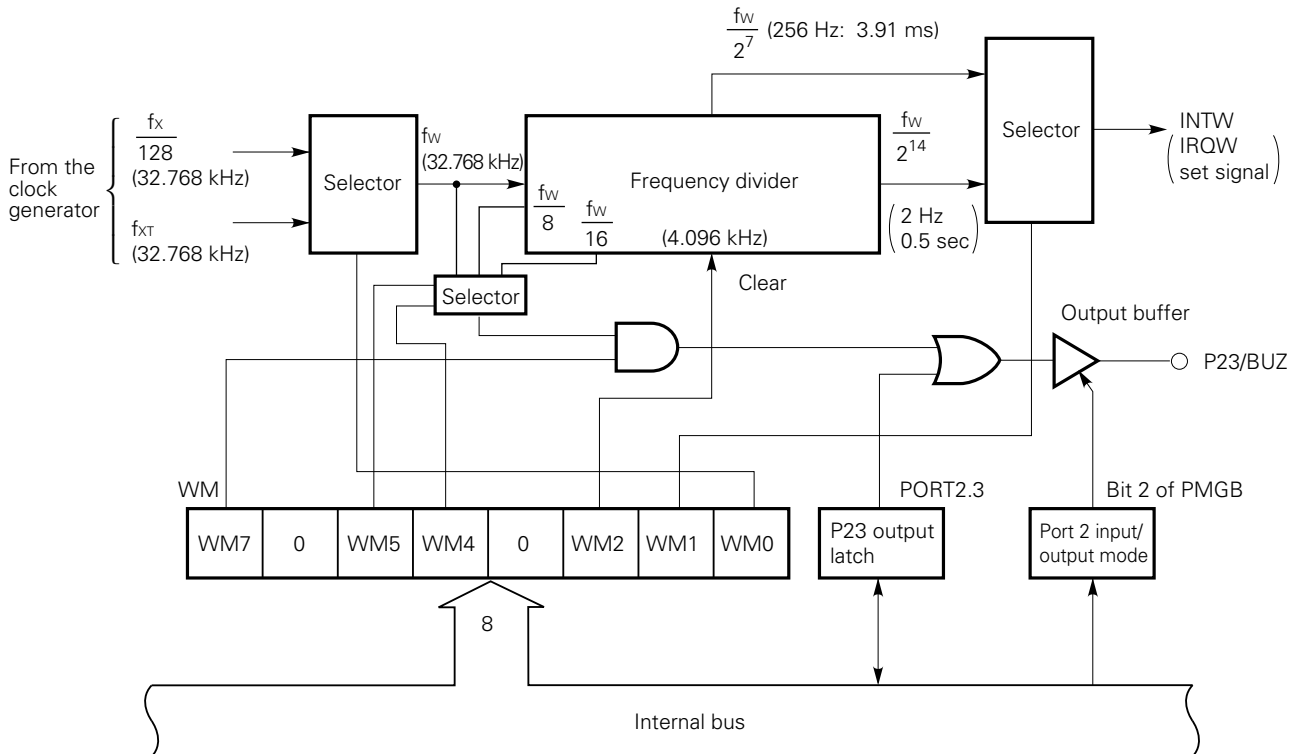 fW
2^7 (256 Hz: 3.91 ms)
From the
clock
generator
fX
128
(32.768 kHz)
fXT
(32.768 kHz)
Selector
fW
(32.768 kHz)
fW
8
fW
16
Frequency divider
(4.096 kHz)
fW
2^14
(2 Hz
0.5 sec)
Selector
INTW
(IRQW
set signal)
Selector
Clear
Output buffer
P23/BUZ
WM
WM7
0
WM5
WM4
0
WM2
WM1
WM0
PORT2.3
P23 output
latch
Bit 2 of PMGB
Port 2 input/
output mode
8
Internal bus